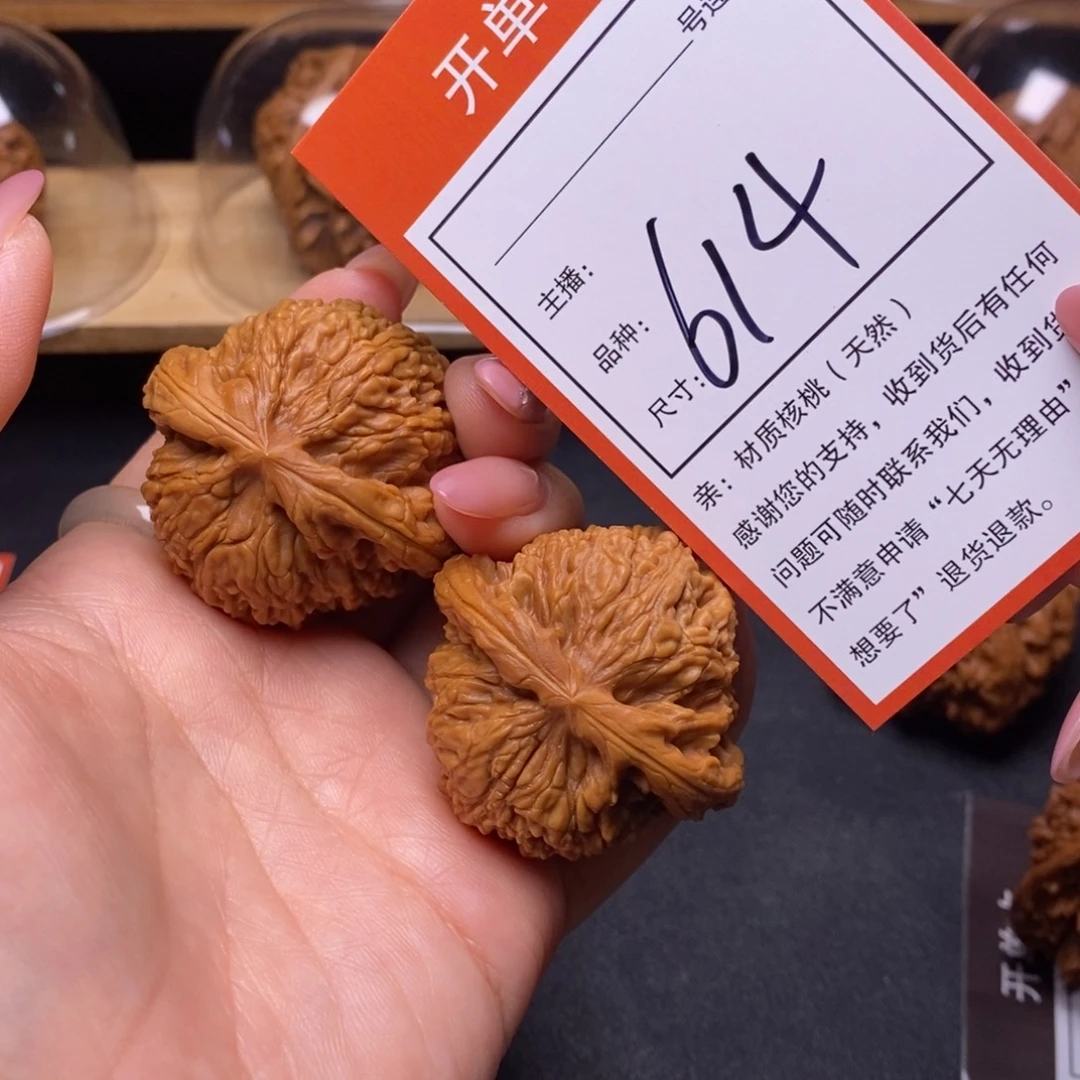 开单
主播：
品种：
尺寸：
614
亲：材质核桃（天然）
感谢您的支持，收到货后有任何
问题可随时联系我们，收到货
不满意申请“七天无理由”
想要了”退货退款。